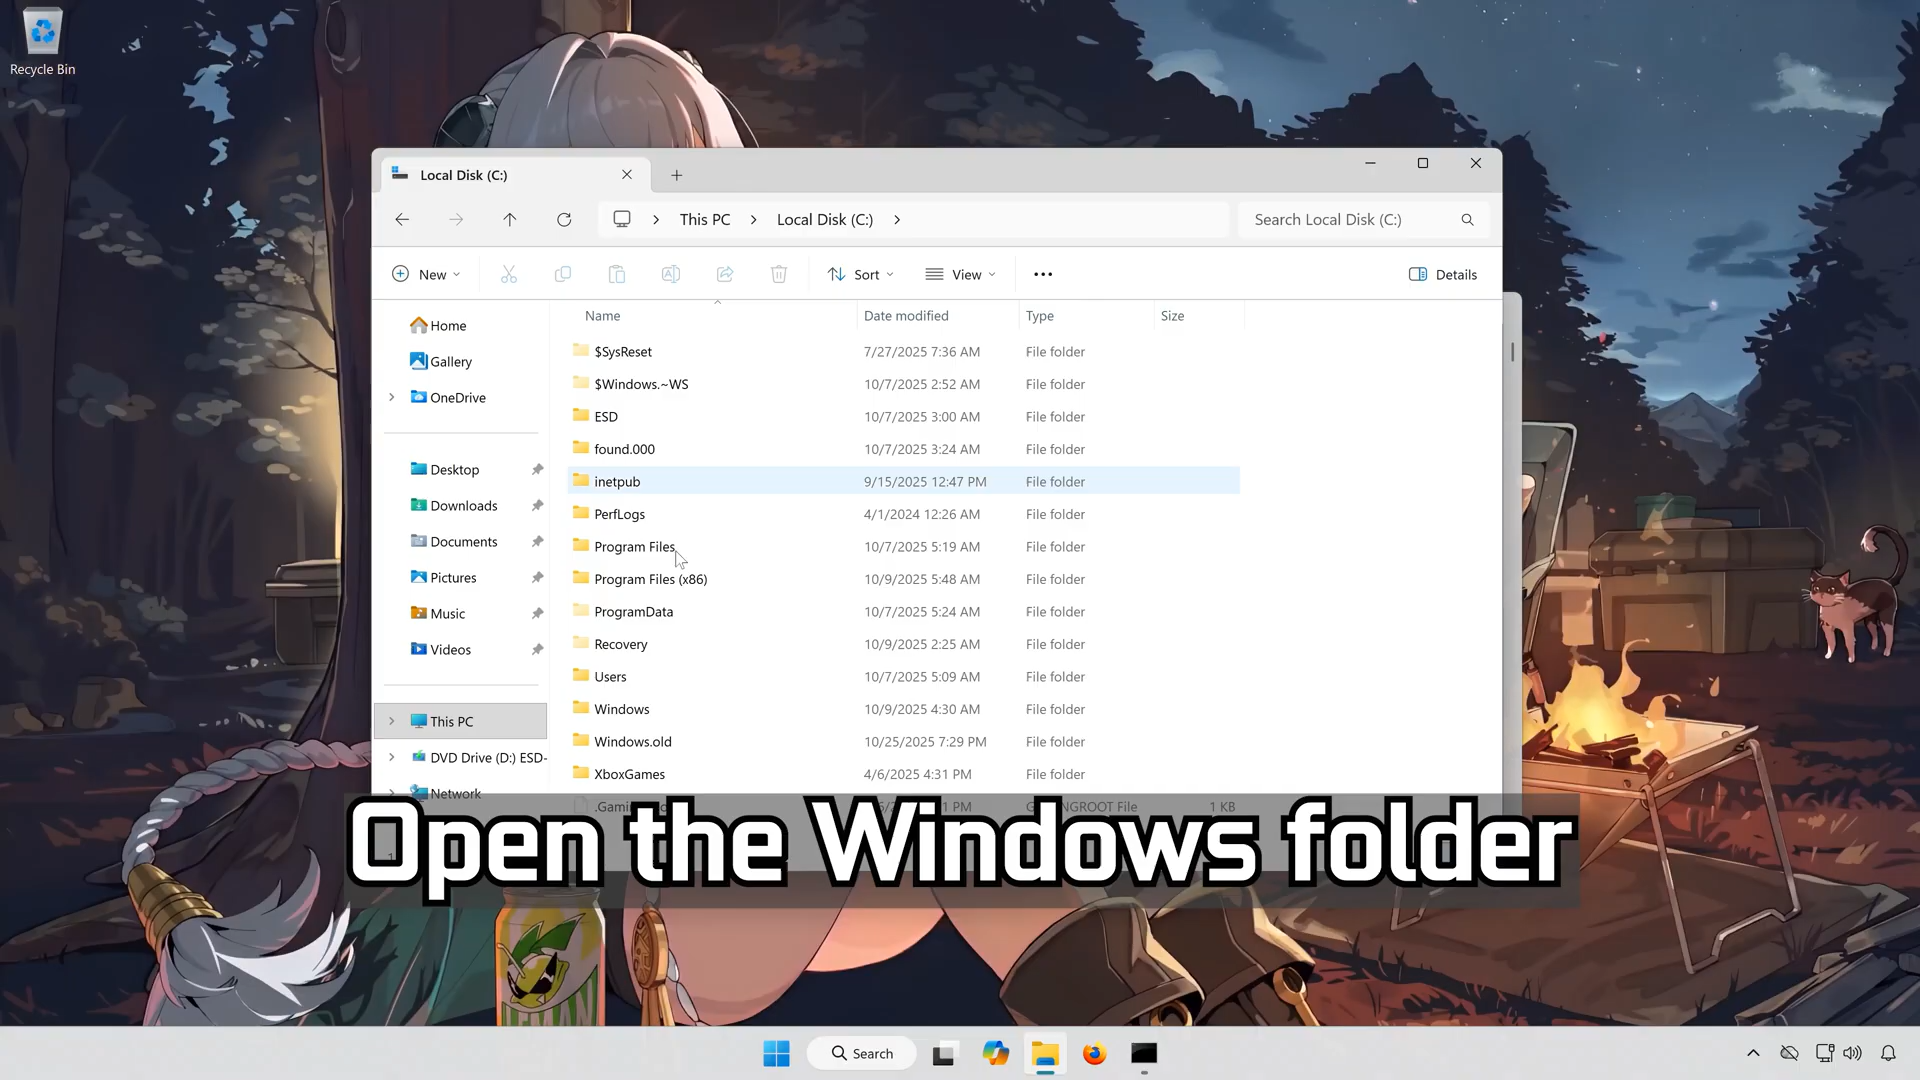 Recycle Bin
Local Disk (C:)
This PC > Local Disk (C:) >
Search Local Disk (C:)
New
Sort
View
Details
Name Date modified Type Size
Home
Gallery
OneDrive
Desktop
Downloads
Documents
Pictures
Music
Videos
This PC
DVD Drive (D:) ESD-
Network
$SysReset 7/27/2025 7:36 AM File folder
$Windows.~WS 10/7/2025 2:52 AM File folder
ESD 10/7/2025 3:00 AM File folder
found.000 10/7/2025 3:24 AM File folder
inetpub 9/15/2025 12:47 PM File folder
PerfLogs 4/1/2024 12:26 AM File folder
Program Files 10/7/2025 5:19 AM File folder
Program Files (x86) 10/9/2025 5:48 AM File folder
ProgramData 10/7/2025 5:24 AM File folder
Recovery 10/9/2025 2:25 AM File folder
Users 10/7/2025 5:09 AM File folder
Windows 10/9/2025 4:30 AM File folder
Windows.old 10/25/2025 7:29 PM File folder
XboxGames 4/6/2025 4:31 PM File folder
File 1 KB
Open the Windows folder
Search